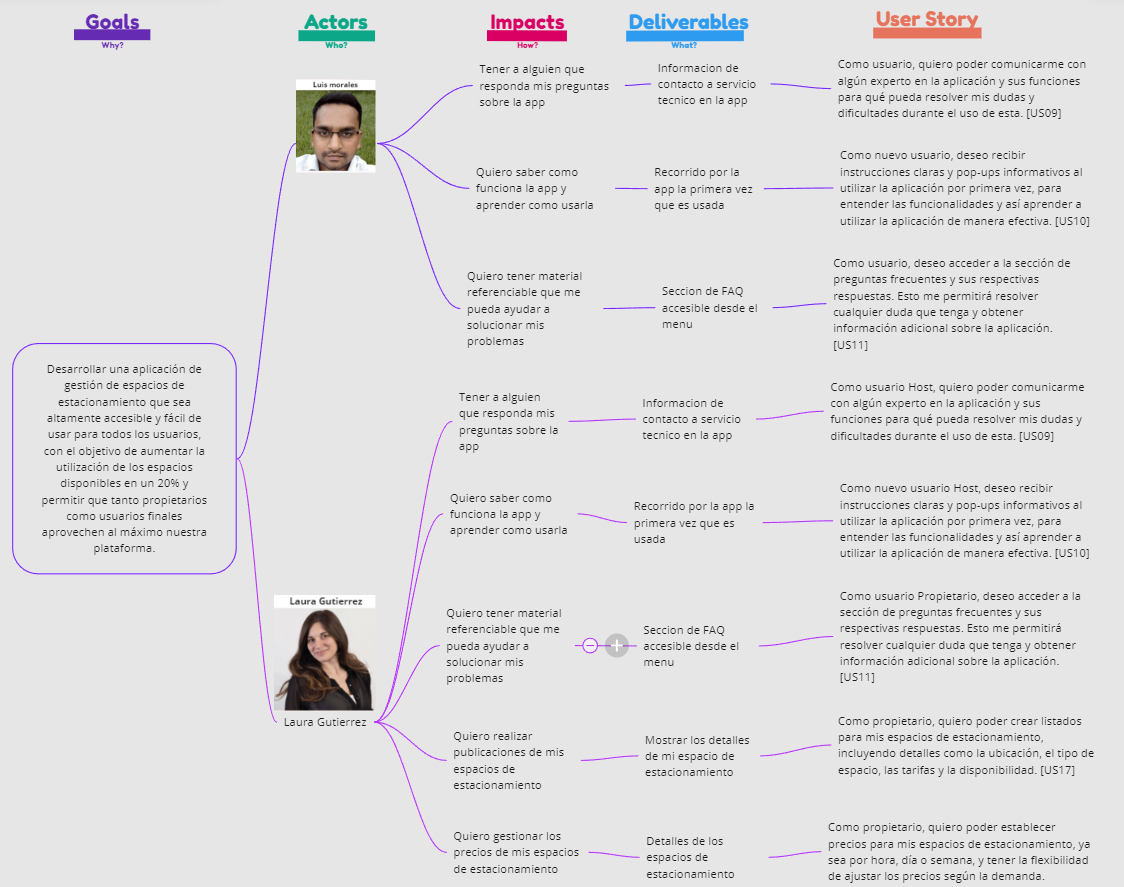 Goals
Why?
Actors
Who?
Impacts
How?
Deliverables
What?
User Story
Desarrollar una aplicación de
gestión de espacios de
estacionamiento que sea
altamente accesible y fácil de
usar para todos los usuarios,
con el objetivo de aumentar la
utilización de los espacios
disponibles en un 20% y
permitir que tanto propietarios
como usuarios finales
aprovechen al máximo nuestra
plataforma.
Luis morales
Tener a alguien que
responda mis preguntas
sobre la app
Informacion de
contacto a servicio
tecnico en la app
Como usuario, quiero poder comunicarme con
algún experto en la aplicación y sus funciones
para qué pueda resolver mis dudas y
dificultades durante el uso de esta. [US09]
Quiero saber como
funciona la app y
aprender como usarla
Recorrido por la
app la primera vez
que es usada
Como nuevo usuario, deseo recibir
instrucciones claras y pop-ups informativos al
utilizar la aplicación por primera vez, para
entender las funcionalidades y así aprender a
utilizar la aplicación de manera efectiva. [US10]
Quiero tener material
referenciable que me
pueda ayudar a
solucionar mis
problemas
Seccion de FAQ
accesible desde el
menu
Como usuario, deseo acceder a la sección de
preguntas frecuentes y sus respectivas
respuestas. Esto me permitirá resolver
cualquier duda que tenga y obtener
información adicional sobre la aplicación.
[US11]
Laura Gutierrez
Laura Gutierrez
Tener a alguien
que responda mis
preguntas sobre la
app
Informacion de
contacto a servicio
tecnico en la app
Como usuario Host, quiero poder comunicarme
con algún experto en la aplicación y sus
funciones para qué pueda resolver mis dudas y
dificultades durante el uso de esta. [US09]
Quiero saber como
funciona la app y
aprender como usarla
Recorrido por la app la
primera vez que es
usada
Como nuevo usuario Host, deseo recibir
instrucciones claras y pop-ups informativos al
utilizar la aplicación por primera vez, para
entender las funcionalidades y así aprender a
utilizar la aplicación de manera efectiva. [US10]
Quiero tener material
referenciable que me
pueda ayudar a
solucionar mis
problemas
Seccion de FAQ
accesible desde el
menu
Como usuario Propietario, deseo acceder a la
sección de preguntas frecuentes y sus
respectivas respuestas. Esto me permitirá
resolver cualquier duda que tenga y obtener
información adicional sobre la aplicación.
[US11]
Quiero realizar
publicaciones de mis
espacios de
estacionamiento
Mostrar los detalles
de mi espacio de
estacionamiento
Como propietario, quiero poder crear listados
para mis espacios de estacionamiento,
incluyendo detalles como la ubicación, el tipo de
espacio, las tarifas y la disponibilidad. [US17]
Quiero gestionar los
precios de mis espacios
de estacionamiento
Detalles de los
espacios de
estacionamiento
Como propietario, quiero poder establecer
precios para mis espacios de estacionamiento, ya
sea por hora, día o semana, y tener la flexibilidad
de ajustar los precios según la demanda.